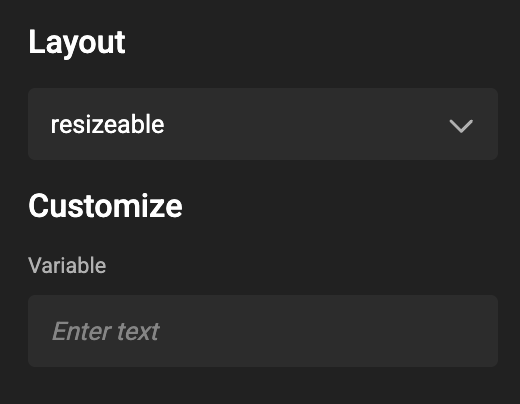 Layout
resizeable
Customize
Variable
Enter text